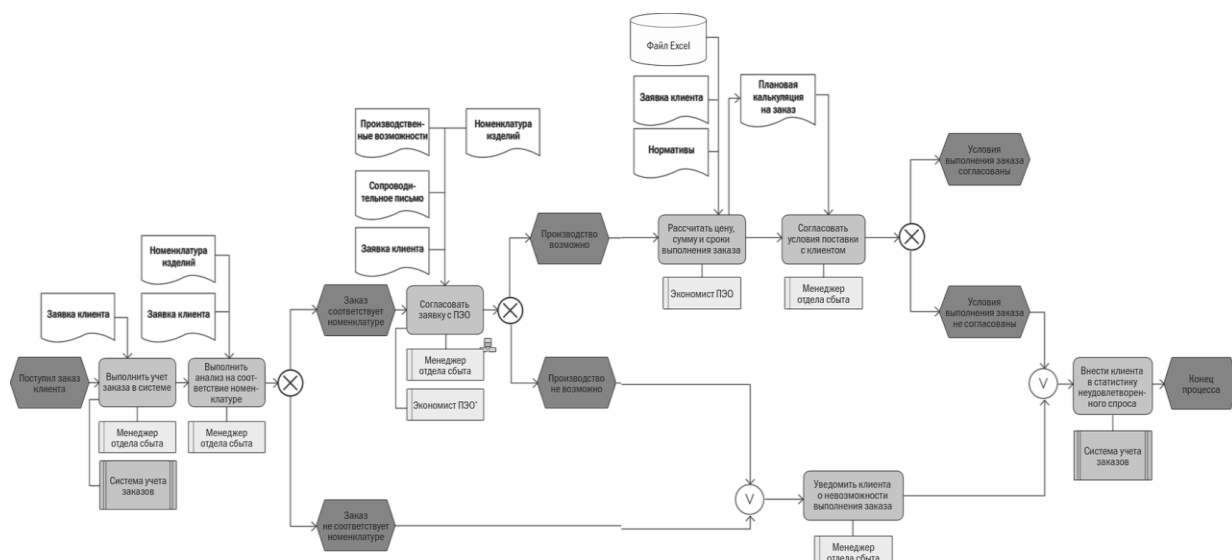 Файл Excel
Заявка клиента
Нормативы
Плановая
калькуляция
на заказ
Производствен-
ные возможности
Номенклатура
изделий
Сопроводи-
тельное письмо
Заявка клиента
Номенклатура
изделий
Заявка клиента
Заявка клиента
Поступил заказ
клиента
Выполнить учет
заказа в системе
Менеджер
отдела сбыта
Система учета
заказов
Выполнить
анализ на соот-
ветствие номен-
клатуре
Менеджер
отдела сбыта
Заказ
соответствует
номенклатуре
Заказ
не соответствует
номенклатуре
Согласовать
заявку с ПЭО
Менеджер
отдела сбыта
Экономист ПЭО*
Производство
возможно
Производство
не возможно
Рассчитать цену,
сумму и сроки
выполнения заказа
Экономист ПЭО
Согласовать
условия поставки
с клиентом
Менеджер
отдела сбыта
Условия
выполнения заказа
согласованы
Условия
выполнения заказа
не согласованы
V
Уведомить клиента
о невозможности
выполнения заказа
Менеджер
отдела сбыта
V
Внести клиента
в статистику
неудовлетворен-
ного спроса
Система учета
заказов
Конец
процесса